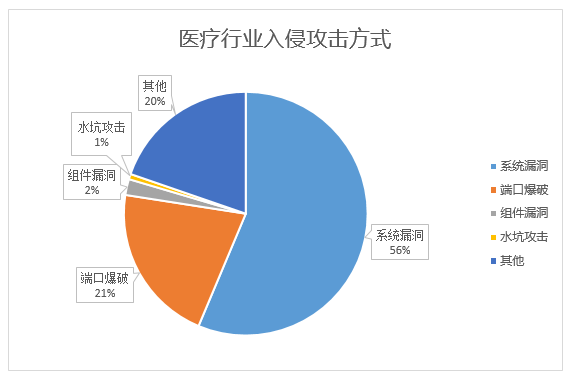 医疗行业入侵攻击方式
其他
20%
水坑攻击
1%
组件漏洞
2%
端口爆破
21%
系统漏洞
56%
系统漏洞
端口爆破
组件漏洞
水坑攻击
其他